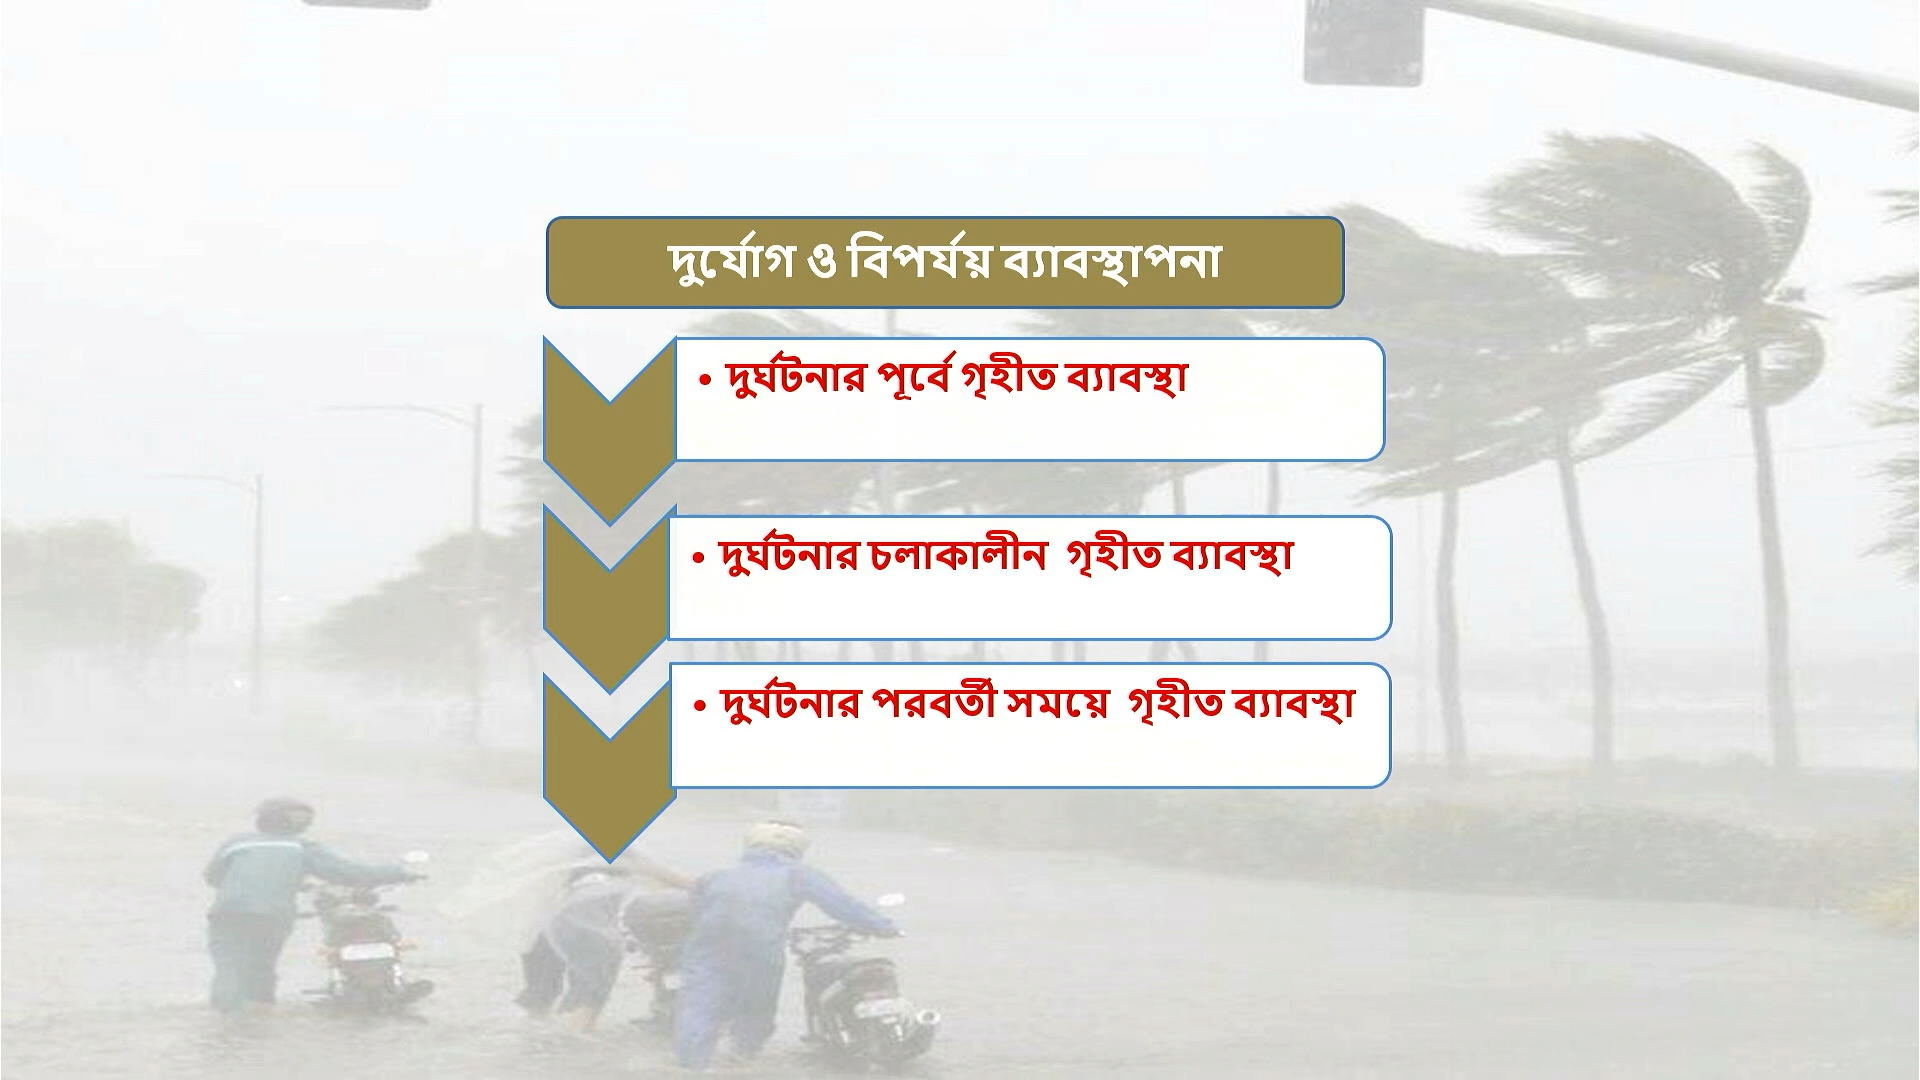 দুর্যোগ ও বিপর্যয় ব্যাবস্থাপনা
• দুর্ঘটনার পূর্বে গৃহীত ব্যাবস্থা
• দুর্ঘটনার চলাকালীন গৃহীত ব্যাবস্থা
• দুর্ঘটনার পরবর্তী সময়ে গৃহীত ব্যাবস্থা